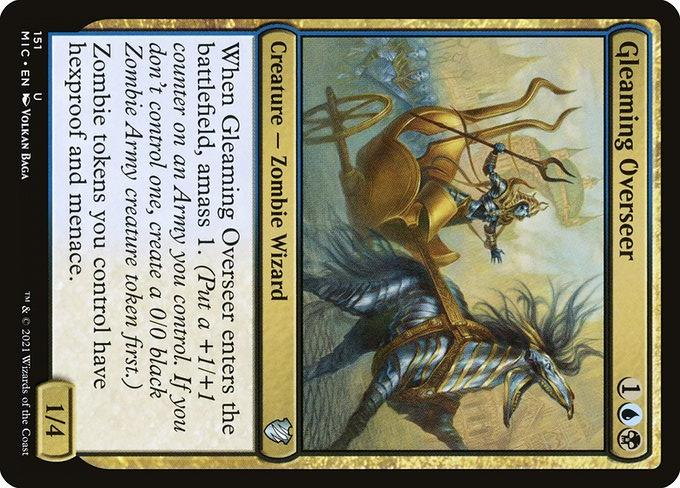 Gleaming Overseer
1
Creature — Zombie Wizard
When Gleaming Overseer enters the
battlefield, amass 1. (Put a +1/+1
counter on an Army you control. If you
don't control one, create a 0/0 black
Zombie Army creature token first.)
Zombie tokens you control have
hexproof and menace.
1/4
151 U
MIC • EN Volkan Baga
™ & © 2021 Wizards of the Coast